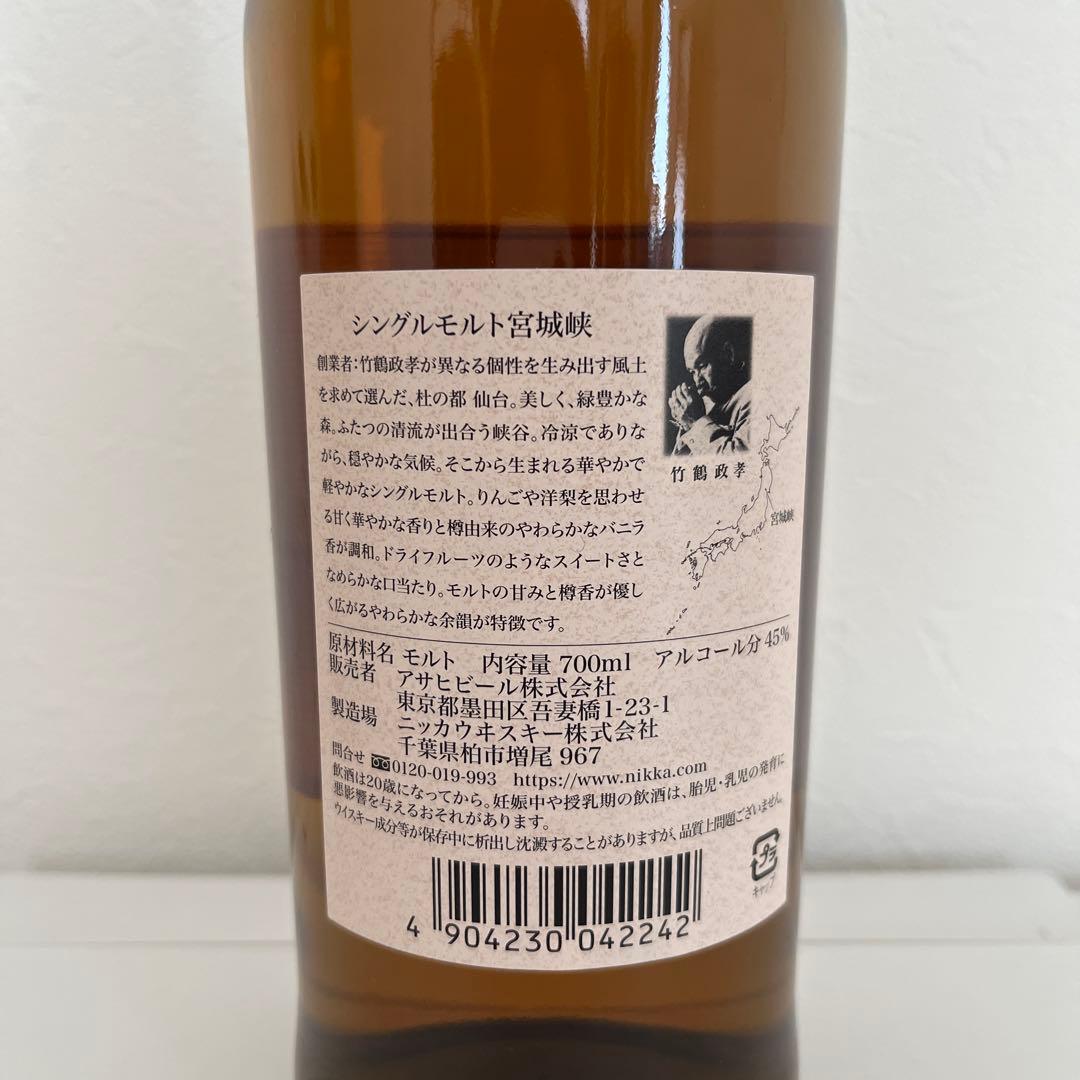 シングルモルト宮城峡
創業者:竹鶴政孝が異なる個性を生み出す風土
を求めて選んだ、杜の都 仙台。美しく、緑豊かな
森。ふたつの清流が出合う峡谷。冷涼でありな
がら、穏やかな気候。そこから生まれる華やかで
軽やかなシングルモルト。りんごや洋梨を思わせ
る甘く華やかな香りと樽由来のやわらかなバニラ
香が調和。ドライフルーツのようなスイートさと
なめらかな口当たり。モルトの甘みと樽香が優し
く広がるやわらかな余韻が特徴です。
竹鶴政孝
宮城峡
原材料名 モルト 内容量 700ml アルコール分 45%
販売者 アサヒビール株式会社
東京都墨田区吾妻橋1-23-1
製造場 ニッカウヰスキー株式会社
千葉県柏市増尾 967
問合せ 0120-019-993 https://www.nikka.com
飲酒は20歳になってから。妊娠中や授乳期の飲酒は、胎児・乳児の発育に
悪影響を与えるおそれがあります。
ウイスキー成分等が保存中に析出し沈澱することがありますが、品質上問題ございません。
プラ
キャップ
4 904230 042242